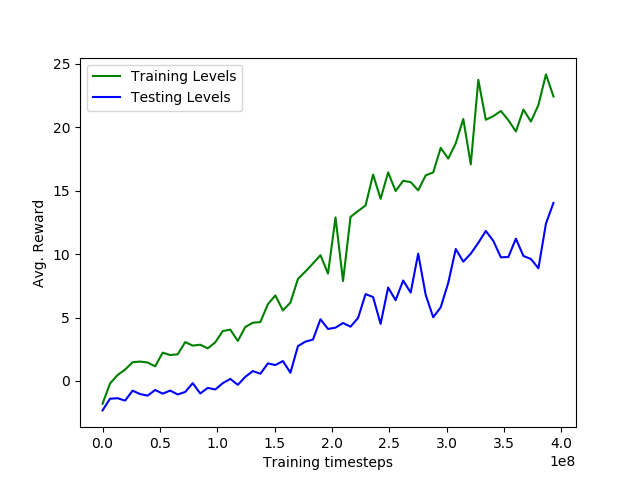 Training Levels
Testing Levels
25
20
15
10
5
0
Avg. Reward
0.0 0.5 1.0 1.5 2.0 2.5 3.0 3.5 4.0
1e8
Training timesteps